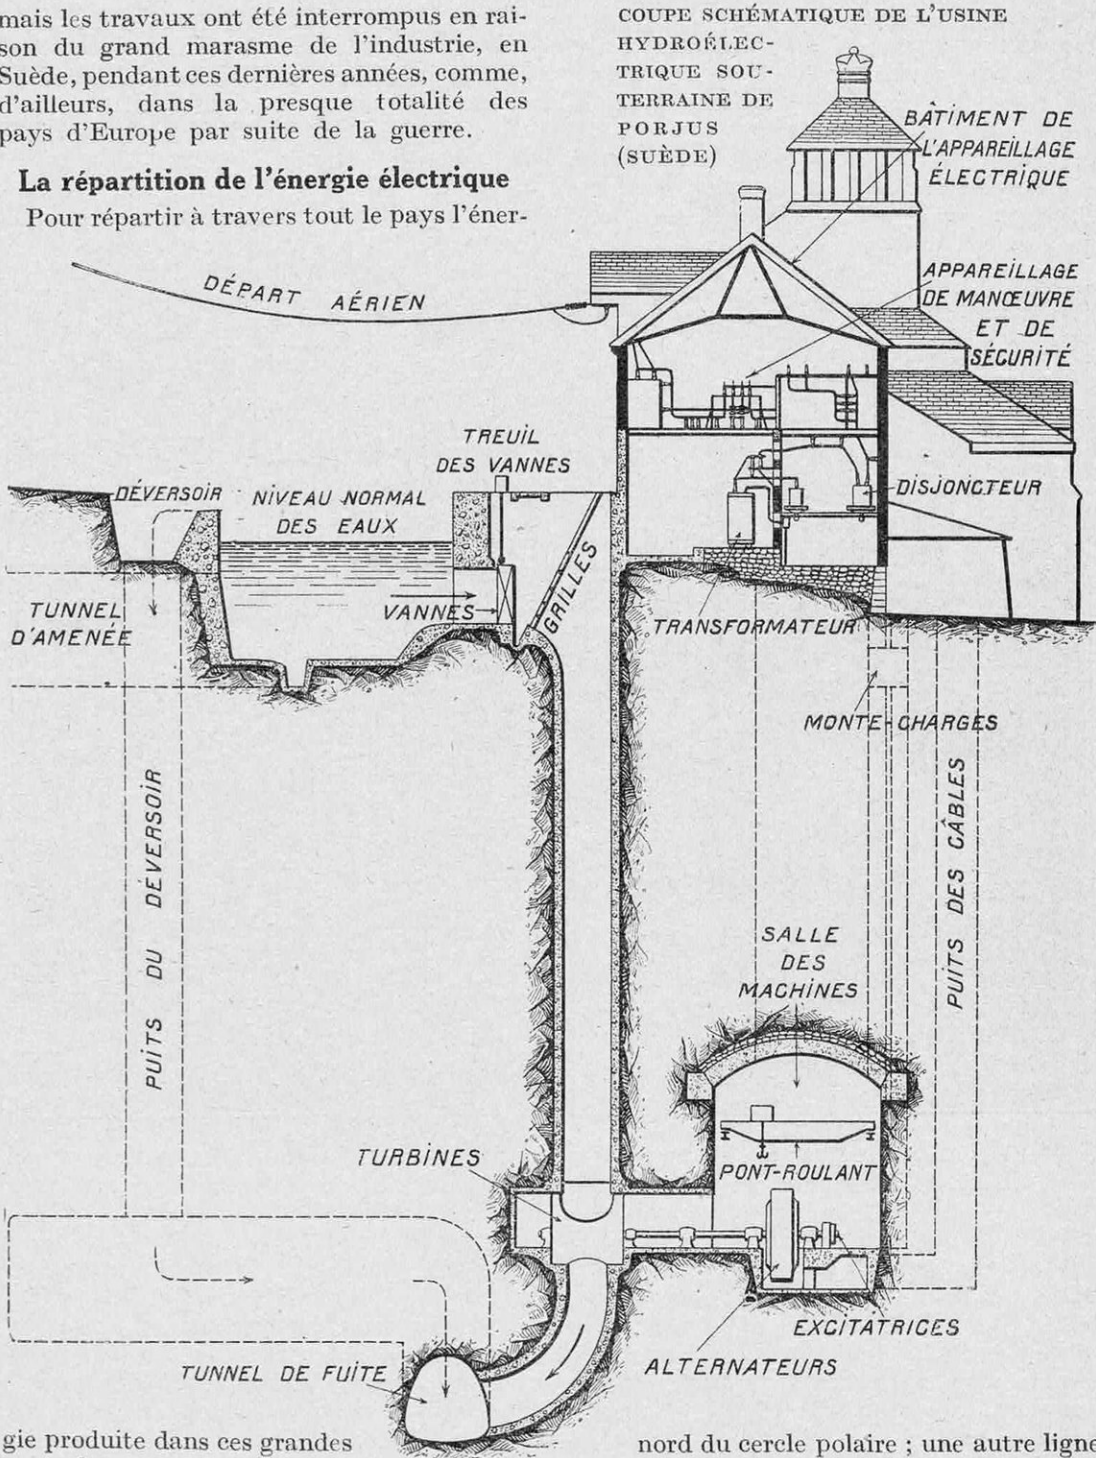 mais les travaux ont été interrompus en rai-
son du grand marasme de l'industrie, en
Suède, pendant ces dernières années, comme,
d'ailleurs, dans la presque totalité des
pays d'Europe par suite de la guerre.
La répartition de l'énergie électrique
Pour répartir à travers tout le pays l'éner-
COUPE SCHÉMATIQUE DE L'USINE
HYDROÉLEC-
TRIQUE SOU-
TERRAINE DE
PORJUS
(SUÈDE)
BÂTIMENT DE
L'APPAREILLAGE
ÉLECTRIQUE
DÉPART AÉRIEN
APPAREILLAGE
DE MANŒUVRE
ET DE
SÉCURITÉ
TREUIL
DES VANNES
DÉVERSOIR
NIVEAU NORMAL
DES EAUX
DISJONCTEUR
GRILLES
TUNNEL
D'AMENÉE
VANNES
TRANSFORMATEUR
MONTE-CHARGES
PUITS DU DÉVERSOIR
PUITS DES CÂBLES
SALLE
DES
MACHINES
TURBINES
PONT-ROULANT
EXCITATRICES
ALTERNATEURS
TUNNEL DE FUITE
gie produite dans ces grandes
nord du cercle polaire ; une autre ligne